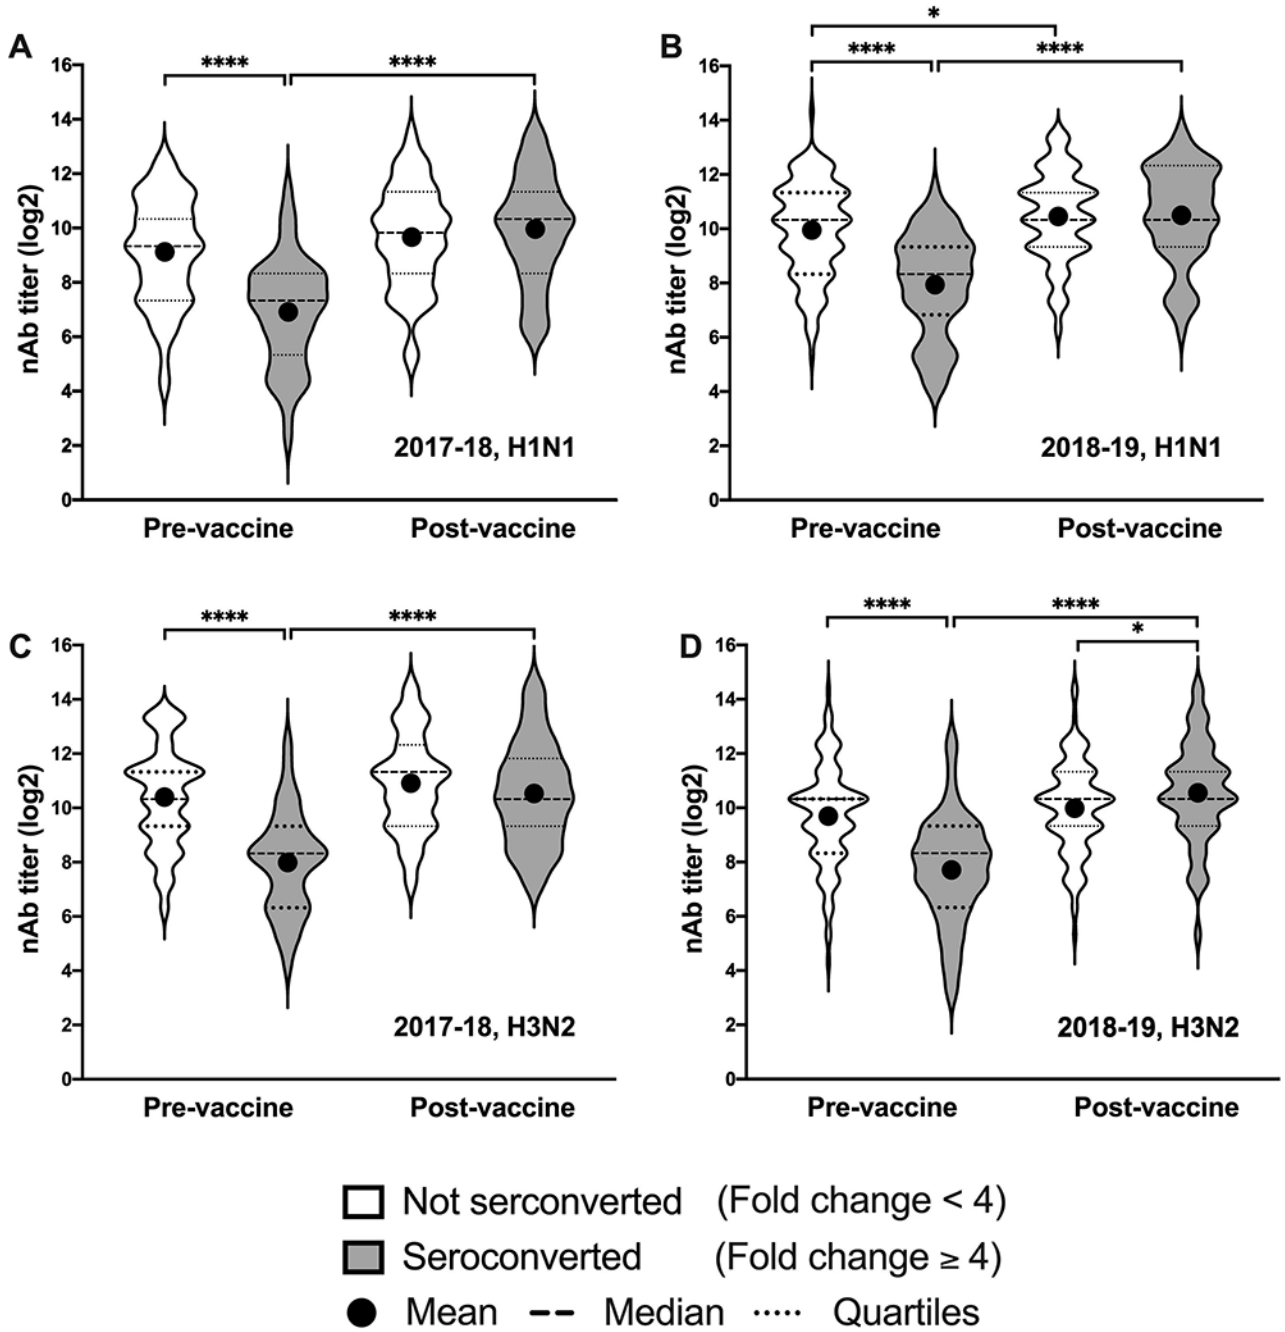 A
****
****
nAb titer (log2)
16
14
12
10
8
6
4
2
0
2017-18, H1N1
Pre-vaccine
Post-vaccine
B
*
****
****
nAb titer (log2)
16
14
12
10
8
6
4
2
0
2018-19, H1N1
Pre-vaccine
Post-vaccine
C
****
****
nAb titer (log2)
16
14
12
10
8
6
4
2
0
2017-18, H3N2
Pre-vaccine
Post-vaccine
D
****
****
*
nAb titer (log2)
16
14
12
10
8
6
4
2
0
2018-19, H3N2
Pre-vaccine
Post-vaccine
Not serconverted (Fold change < 4)
Seroconverted (Fold change ≥ 4)
Mean Median Quartiles